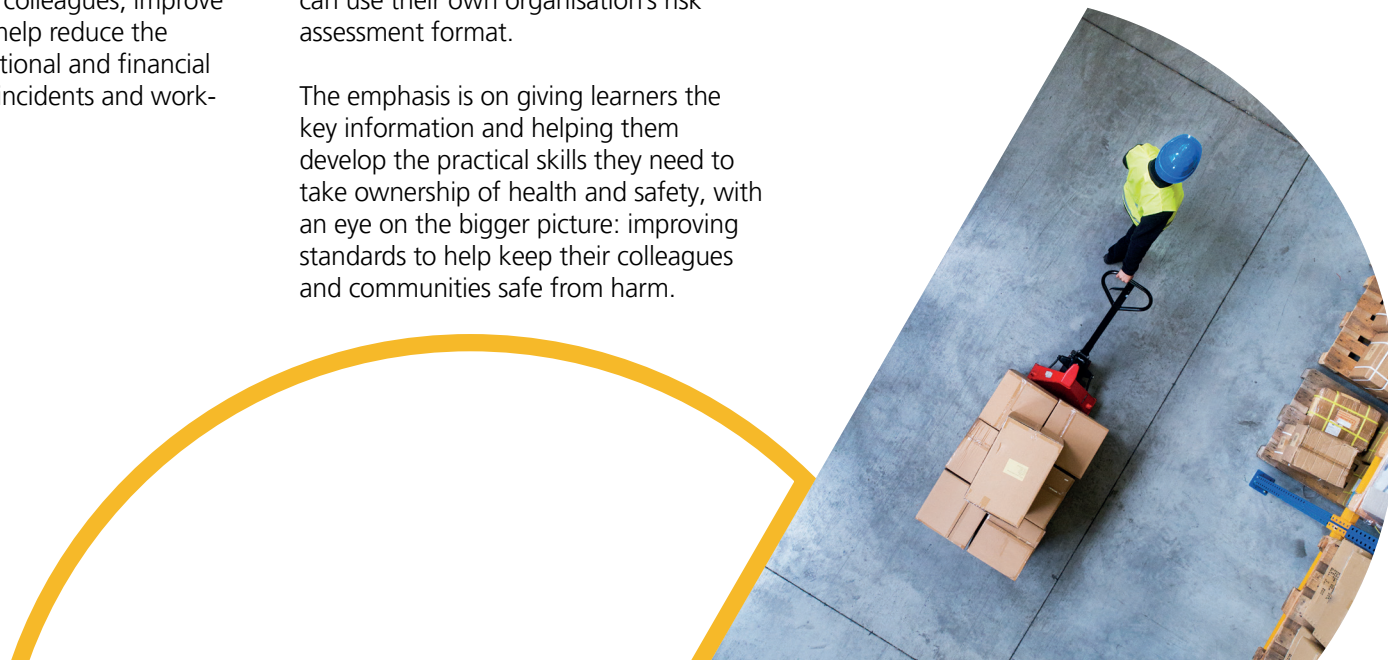 colleagues, improve
help reduce the
tional and financial
incidents and work-
can use their own organisation's risk
assessment format.
The emphasis is on giving learners the
key information and helping them
develop the practical skills they need to
take ownership of health and safety, with
an eye on the bigger picture: improving
standards to help keep their colleagues
and communities safe from harm.